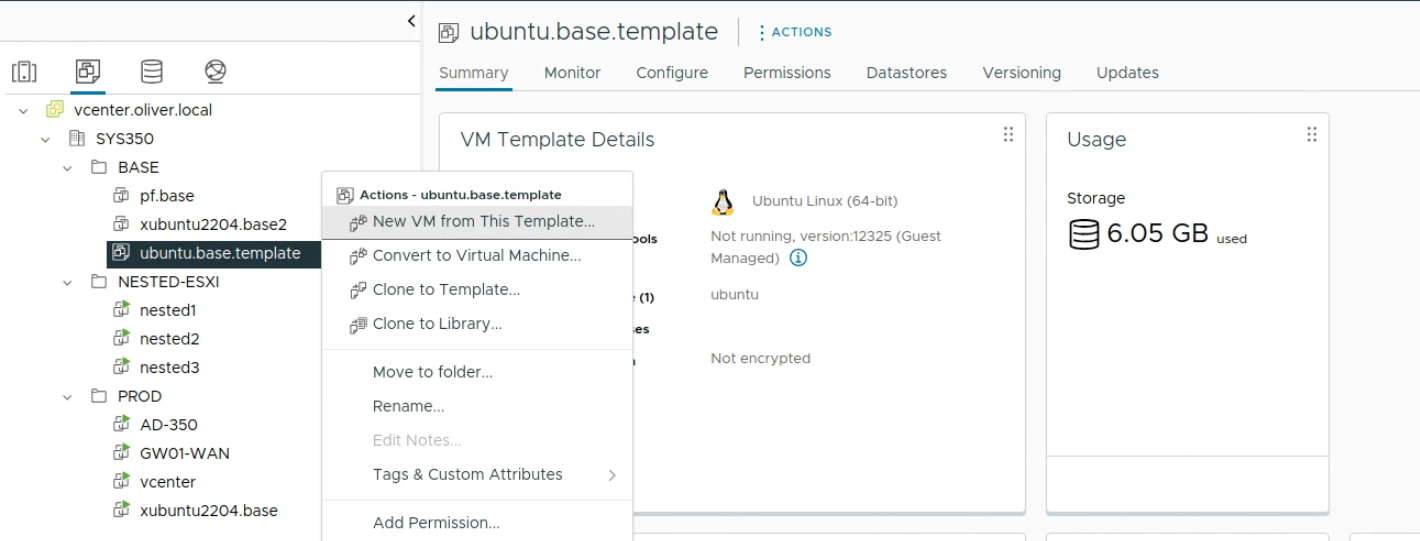 ubuntu.base.template
ACTIONS
Summary
Monitor
Configure
Permissions
Datastores
Versioning
Updates
vcenter.oliver.local
SYS350
BASE
pf.base
xubuntu2204.base2
ubuntu.base.template
NESTED-ESXI
nested1
nested2
nested3
PROD
AD-350
GW01-WAN
vcenter
xubuntu2204.base
Actions - ubuntu.base.template
New VM from This Template...
Convert to Virtual Machine...
Clone to Template...
Clone to Library...
Move to folder...
Rename...
Edit Notes...
Tags & Custom Attributes
Add Permission...
VM Template Details
Ubuntu Linux (64-bit)
ools
Not running, version:12325 (Guest
Managed)
(1)
ubuntu
es
Not encrypted
Usage
Storage
6.05 GB used